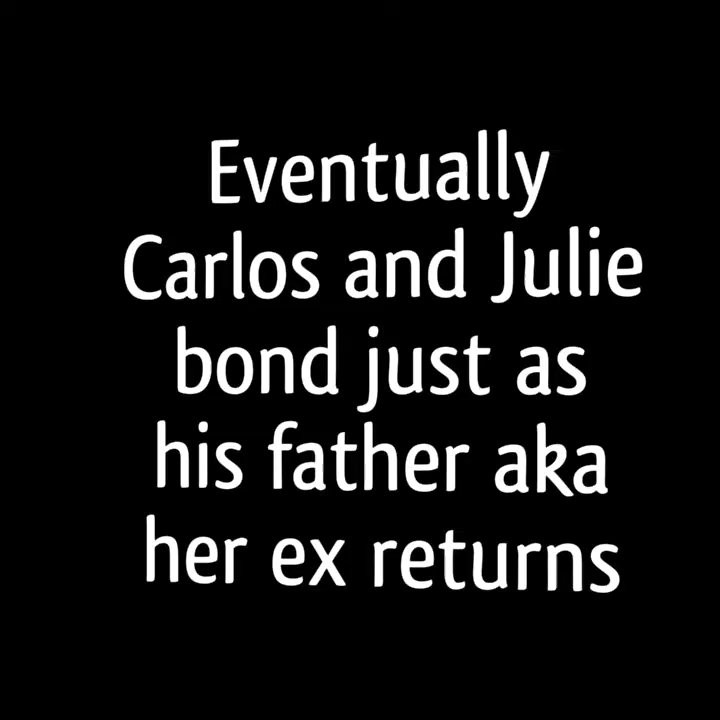 Eventually
Carlos and Julie
bond just as
his father aka
her ex returns